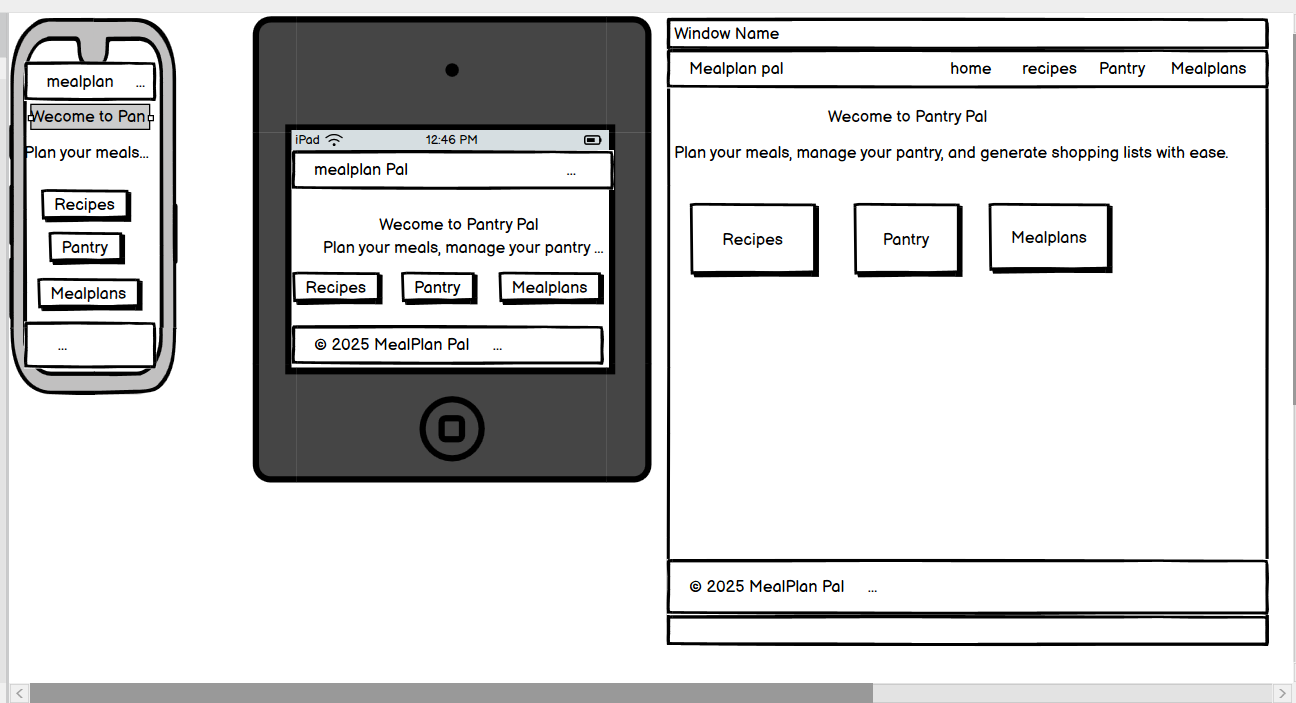 mealplan ...
Wecome to Pan
Plan your meals...
Recipes
Pantry
Mealplans
...
iPad 12:46 PM
mealplan Pal ...
Wecome to Pantry Pal
Plan your meals, manage your pantry ...
Recipes Pantry Mealplans
© 2025 MealPlan Pal ...
Window Name
Mealplan pal home recipes Pantry Mealplans
Wecome to Pantry Pal
Plan your meals, manage your pantry, and generate shopping lists with ease.
Recipes Pantry Mealplans
© 2025 MealPlan Pal ...